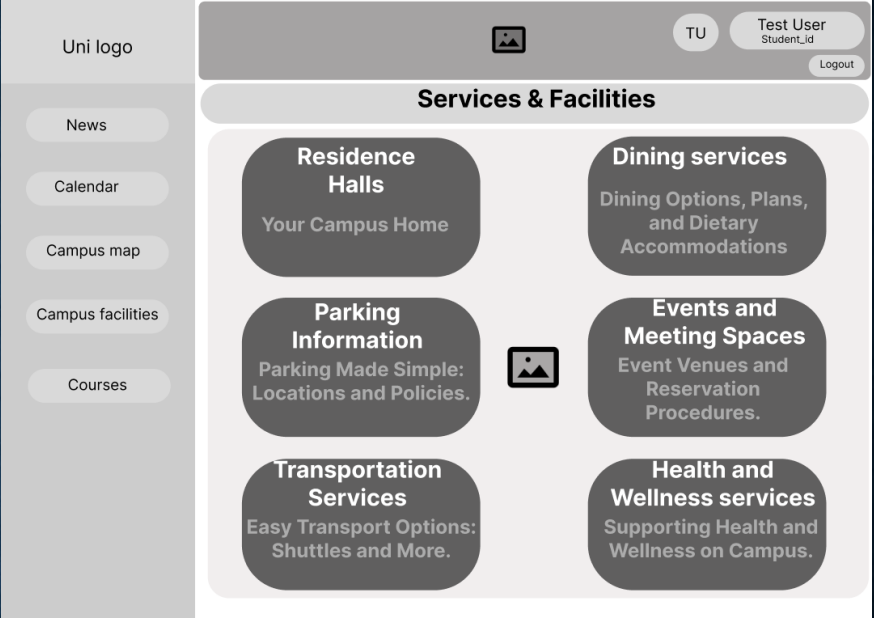 Uni logo
TU
Test User
Student_id
Logout
News
Calendar
Campus map
Campus facilities
Courses
Services & Facilities
Residence
Halls
Your Campus Home
Dining services
Dining Options, Plans,
and Dietary
Accommodations
Parking
Information
Parking Made Simple:
Locations and Policies.
Events and
Meeting Spaces
Event Venues and
Reservation
Procedures.
Transportation
Services
Easy Transport Options:
Shuttles and More.
Health and
Wellness services
Supporting Health and
Wellness on Campus.